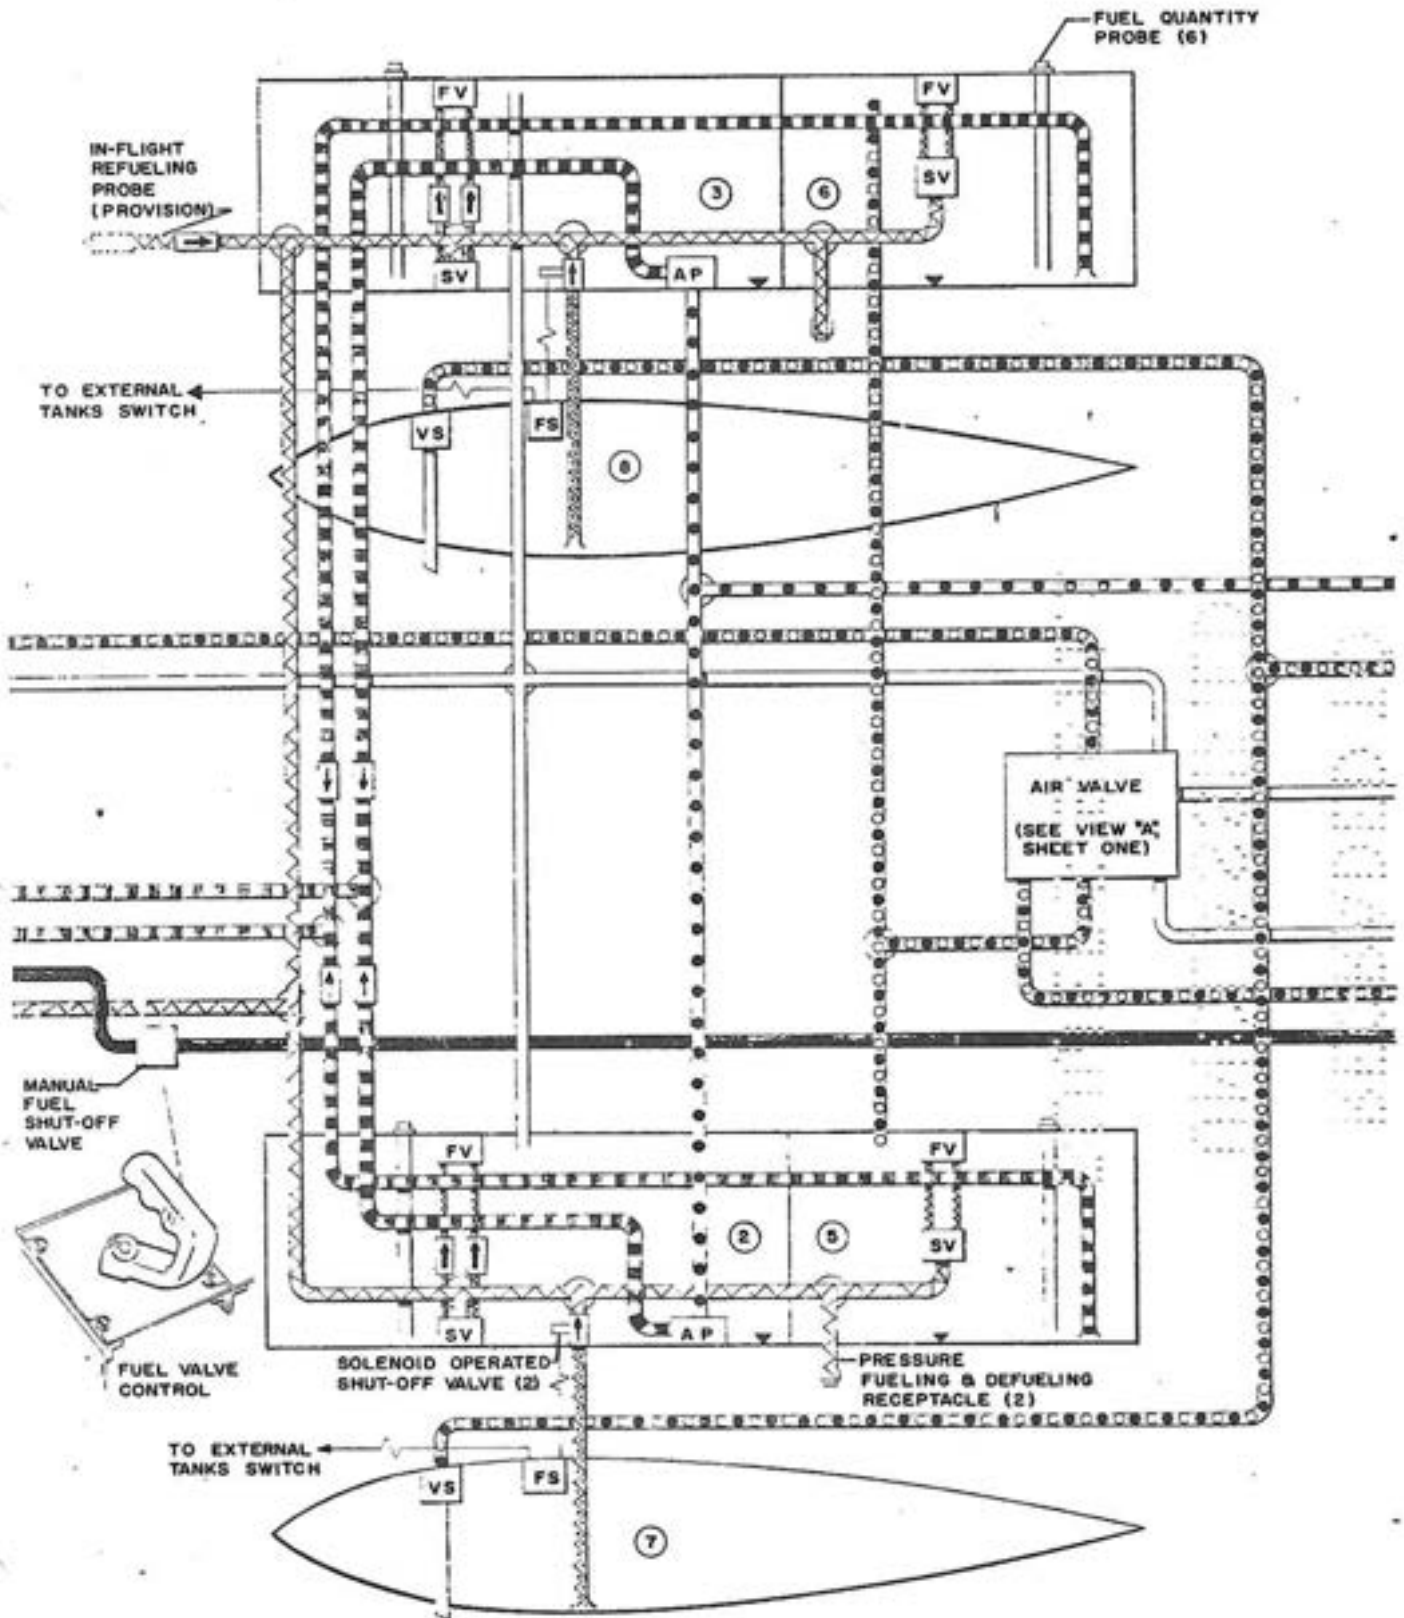 FUEL QUANTITY
PROBE (6)
FV
FV
IN-FLIGHT
REFUELING
PROBE
(PROVISION)
3
6
SV
SV
AP
TO EXTERNAL
TANKS SWITCH
VS
FS
8
AIR VALVE
(SEE VIEW "A",
SHEET ONE)
MANUAL
FUEL
SHUT-OFF
VALVE
FV
FV
2
5
SV
SV
AP
FUEL VALVE
CONTROL
SOLENOID OPERATED
SHUT-OFF VALVE (2)
PRESSURE
FUELING & DEFUELING
RECEPTACLE (2)
TO EXTERNAL
TANKS SWITCH
VS
FS
7